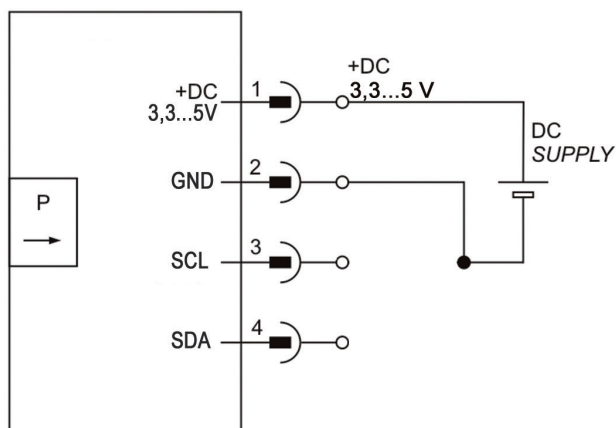 +DC
3,3...5V
1
+DC
3,3...5 V
DC
SUPPLY
GND
2
P
SCL
3
SDA
4